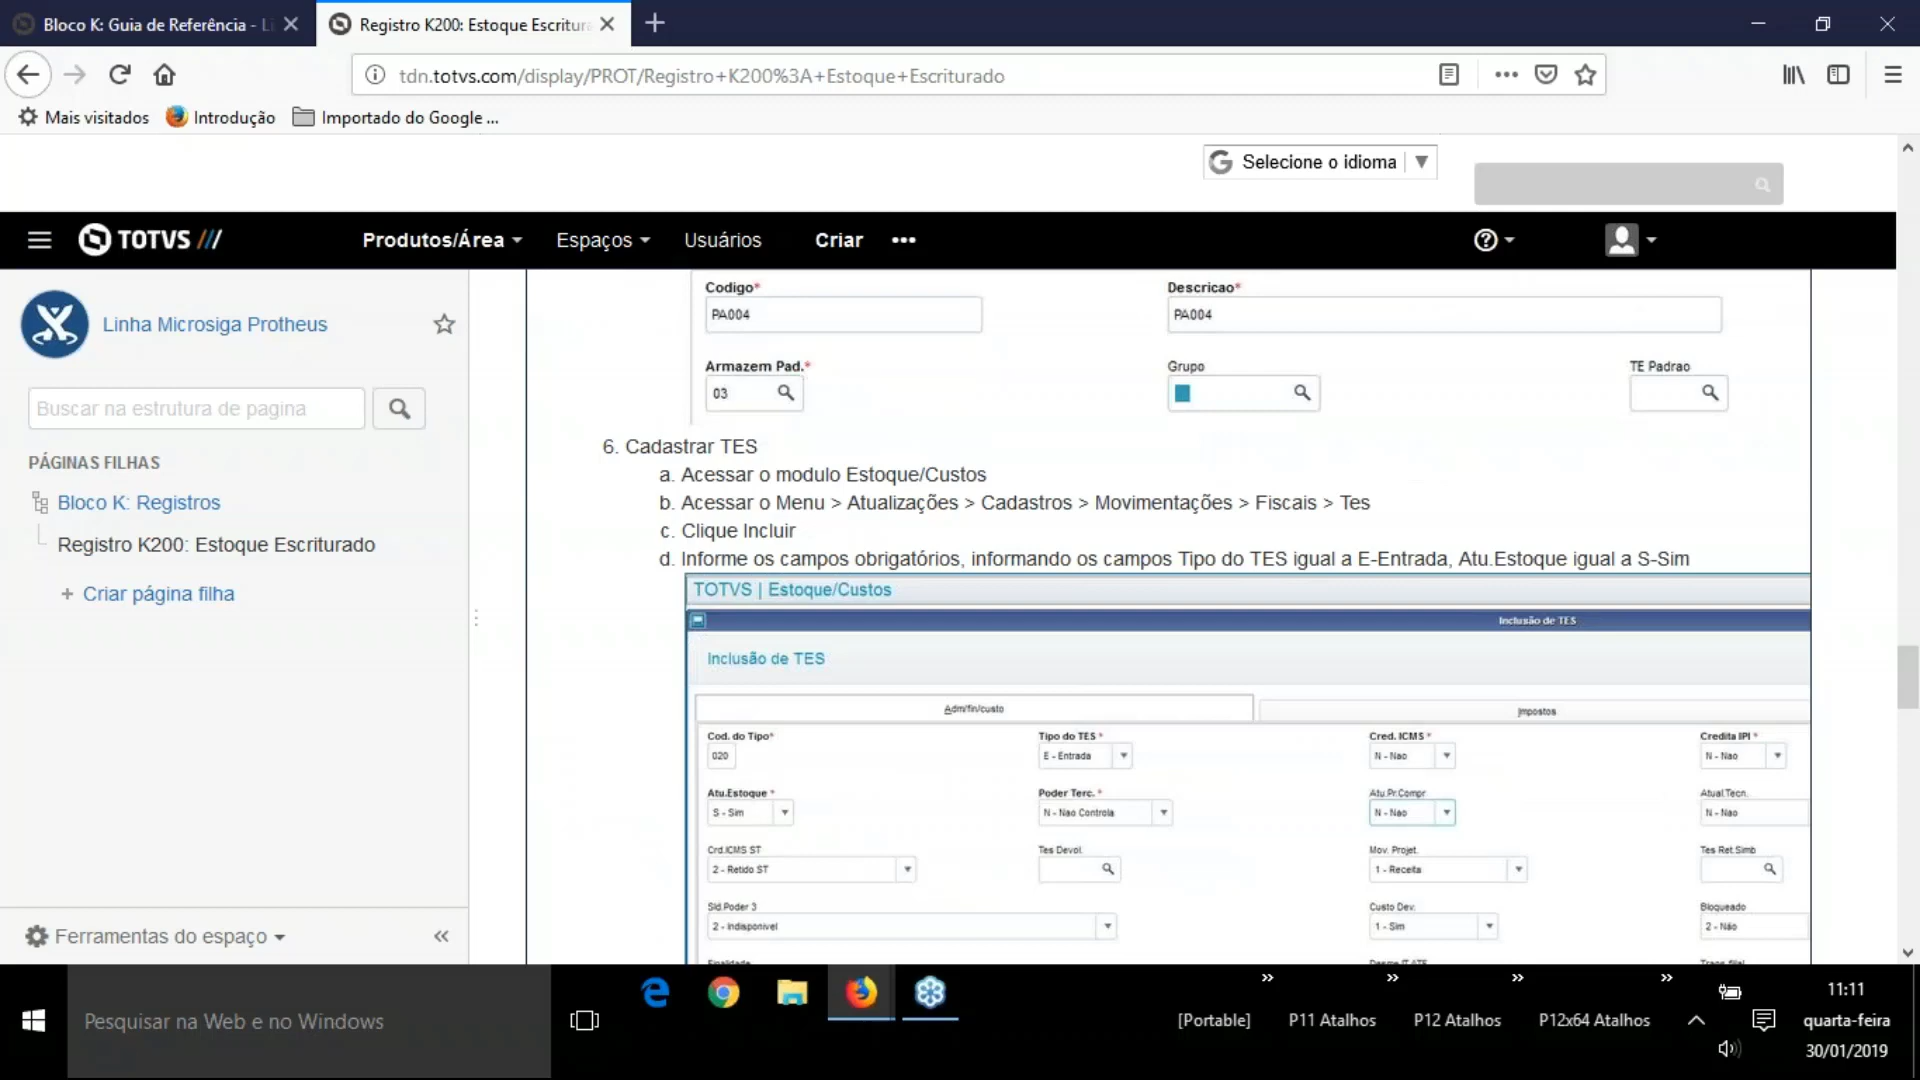 Bloco K: Guia de Referência - Li
Registro K200: Estoque Escritura
tdn.totvs.com/display/PROT/Registro+K200%3A+Estoque+Escriturado
Mais visitados
Introdução
Importado do Google ...
Selecione o idioma
TOTVS
Produtos/Área
Espaços
Usuários
Criar
Linha Microsiga Protheus
Buscar na estrutura de pagina
PÁGINAS FILHAS
Bloco K: Registros
Registro K200: Estoque Escriturado
+ Criar página filha
Ferramentas do espaço
Codigo*
Descricao*
PA004
PA004
Armazem Pad.*
Grupo
TE Padrao
03
6. Cadastrar TES
a. Acessar o modulo Estoque/Custos
b. Acessar o Menu > Atualizações > Cadastros > Movimentações > Fiscais > Tes
c. Clique Incluir
d. Informe os campos obrigatórios, informando os campos Tipo do TES igual a E-Entrada, Atu.Estoque igual a S-Sim
TOTVS | Estoque/Custos
Inclusão de TES
Inclusão de TES
Adm/fin/custo
Impostos
Cod. do Tipo*
Tipo do TES *
Cred. ICMS *
Credita IPI *
020
E - Entrada
N - Nao
N - Nao
Atu.Estoque *
Poder Terc. *
Atu.Pr.Compr
Atual.Tecn.
S - Sim
N - Nao Controla
N - Nao
N - Nao
Crd.ICMS ST
Tes Devol.
Mov. Projet.
Tes Ret.Simb
2 - Retido ST
1 - Receita
Sld.Poder 3
Custo Dev.
Bloqueado
2 - Indisponivel
1 - Sim
2 - Não
Finalidade
Pesquisar na Web e no Windows
[Portable]
P11 Atalhos
P12 Atalhos
P12x64 Atalhos
11:11
quarta-feira
30/01/2019